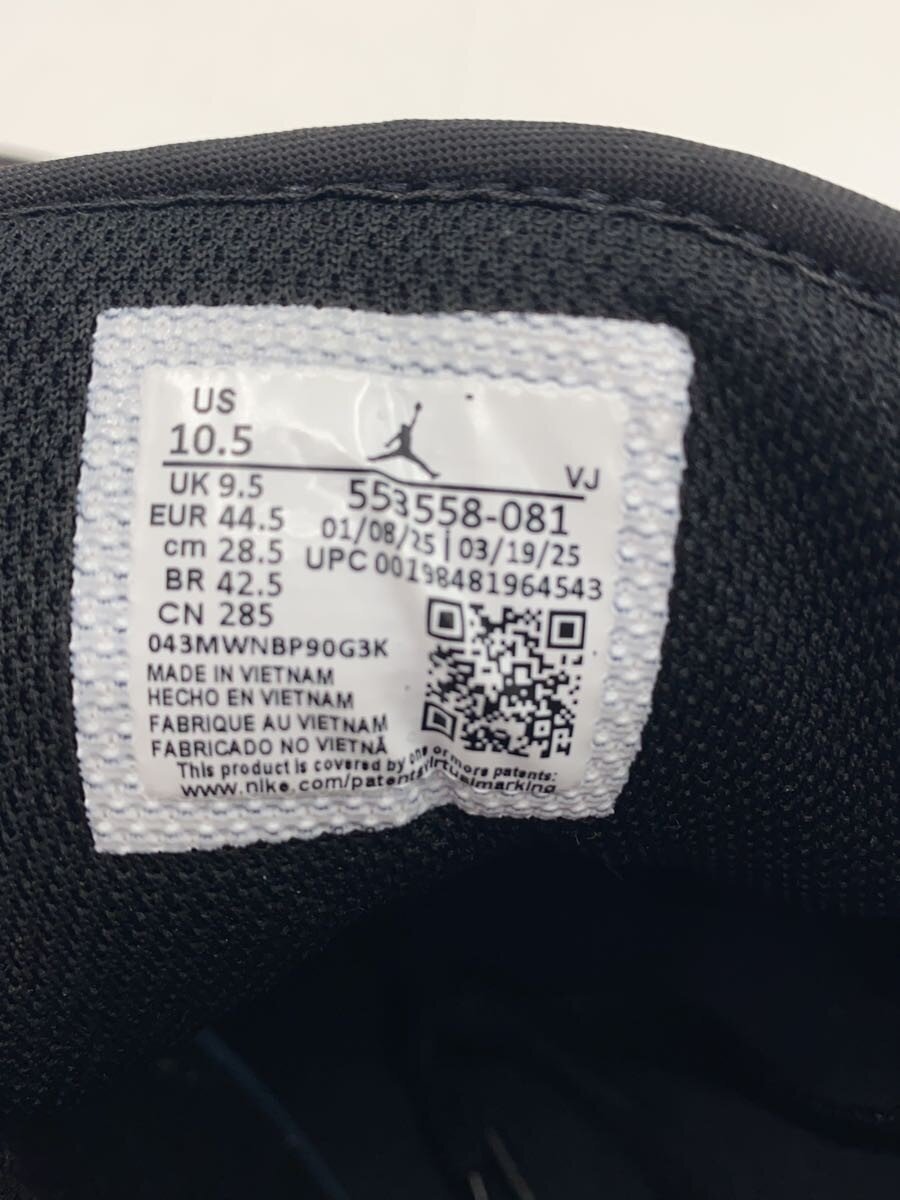 US
10.5
VJ
UK 9.5
EUR 44.5
cm 28.5
BR 42.5
CN 285
553558-081
01/08/25 | 03/19/25
UPC 00198481964543
043MWNBP90G3K
MADE IN VIETNAM
HECHO EN VIETNAM
FABRIQUE AU VIETNAM
FABRICADO NO VIETNÃ
This product is covered by one or more patents:
www.nike.com/patentsvirtualmarking